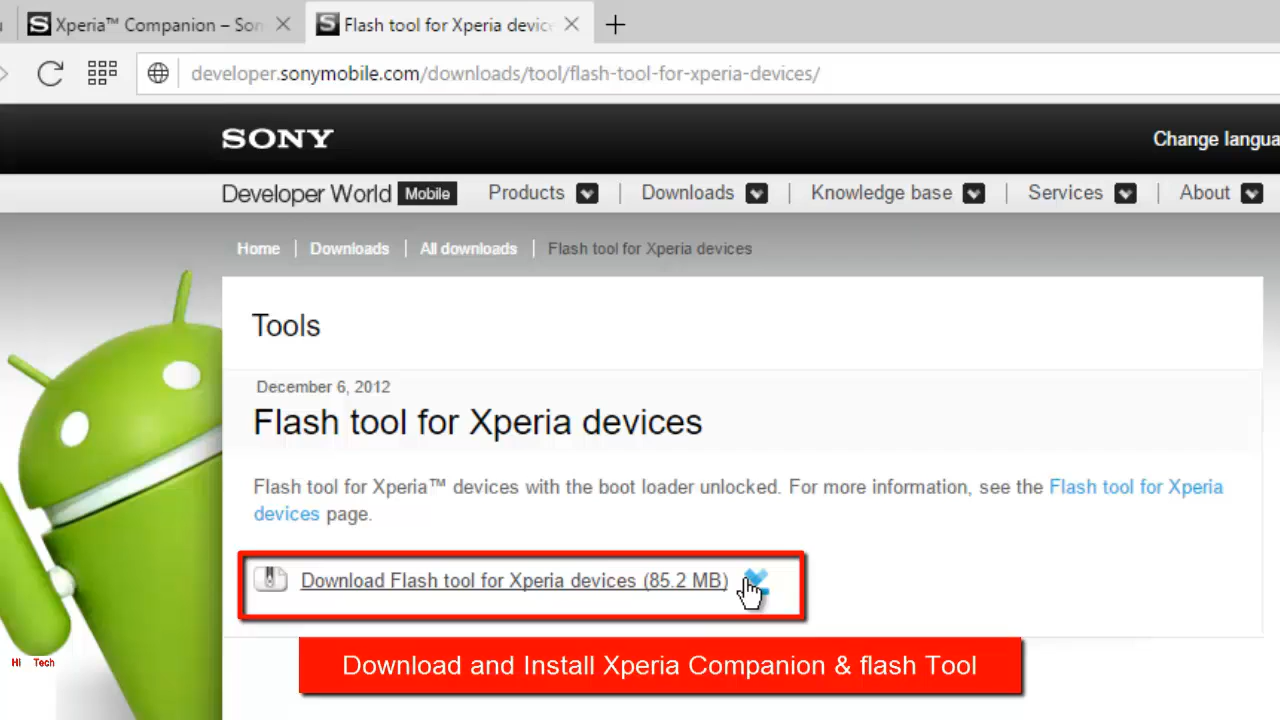 Xperia™ Companion – Son
Flash tool for Xperia devic
developer.sonymobile.com/downloads/tool/flash-tool-for-xperia-devices/
SONY
Change langua
Developer World Mobile Products | Downloads | Knowledge base | Services | About
Home | Downloads | All downloads | Flash tool for Xperia devices
Tools
December 6, 2012
Flash tool for Xperia devices
Flash tool for Xperia™ devices with the boot loader unlocked. For more information, see the Flash tool for Xperia
devices page.
Download Flash tool for Xperia devices (85.2 MB)
Hi Tech
Download and Install Xperia Companion & flash Tool